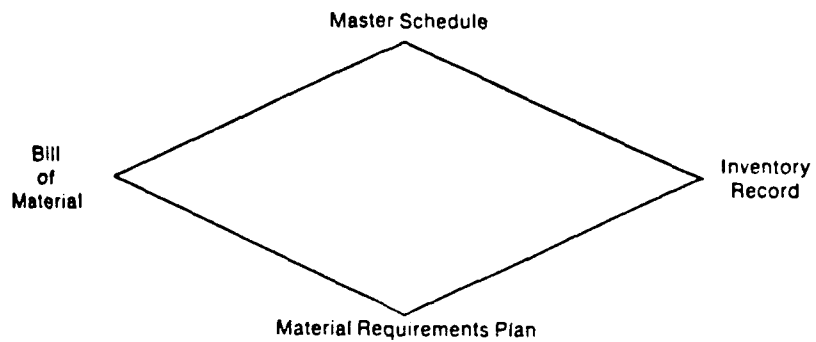 Master Schedule
Bill
of
Material
Inventory
Record
Material Requirements Plan